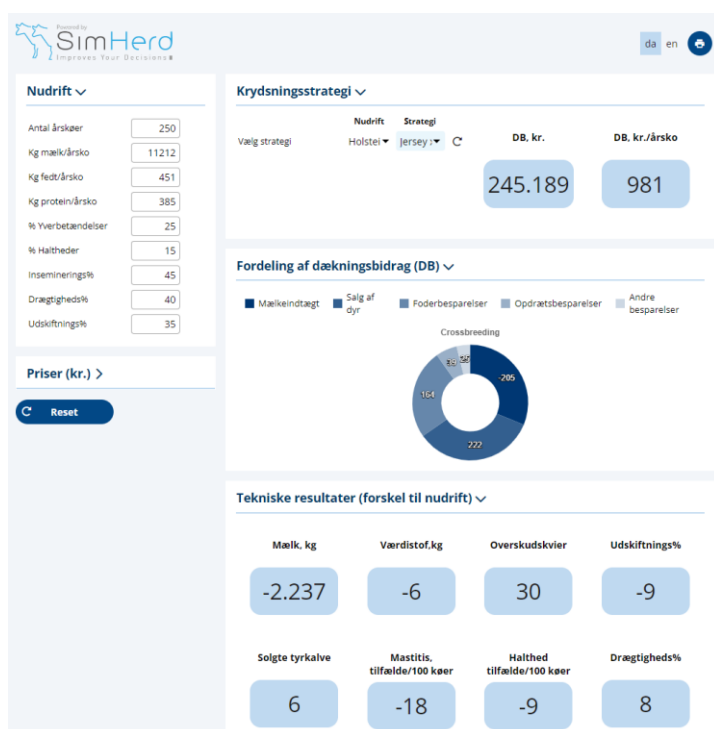 Powered by
SimHerd
Improves Your Decisions
da en
Nudrift
Antal årskøer 250
Kg mælk/årsko 11212
Kg fedt/årsko 451
Kg protein/årsko 385
% Yverbetændelser 25
% Haltheder 15
Inseminerings% 45
Drægtigheds% 40
Udskiftnings% 35
Priser (kr.)
Reset
Krydsningsstrategi
Nudrift Strategi
Vælg strategi Holstei Jersey
DB, kr. DB, kr./årsko
245.189 981
Fordeling af dækningsbidrag (DB)
Mælkeindtægt Salg af dyr Foderbesparelser Opdrætsbesparelser Andre besparelser
Crossbreeding
-205
222
164
Tekniske resultater (forskel til nudrift)
Mælk, kg Værdistof,kg Overskudskvier Udskiftnings%
-2.237 -6 30 -9
Solgte tyrkalve Mastitis, tilfælde/100 køer Halthed tilfælde/100 køer Drægtigheds%
6 -18 -9 8